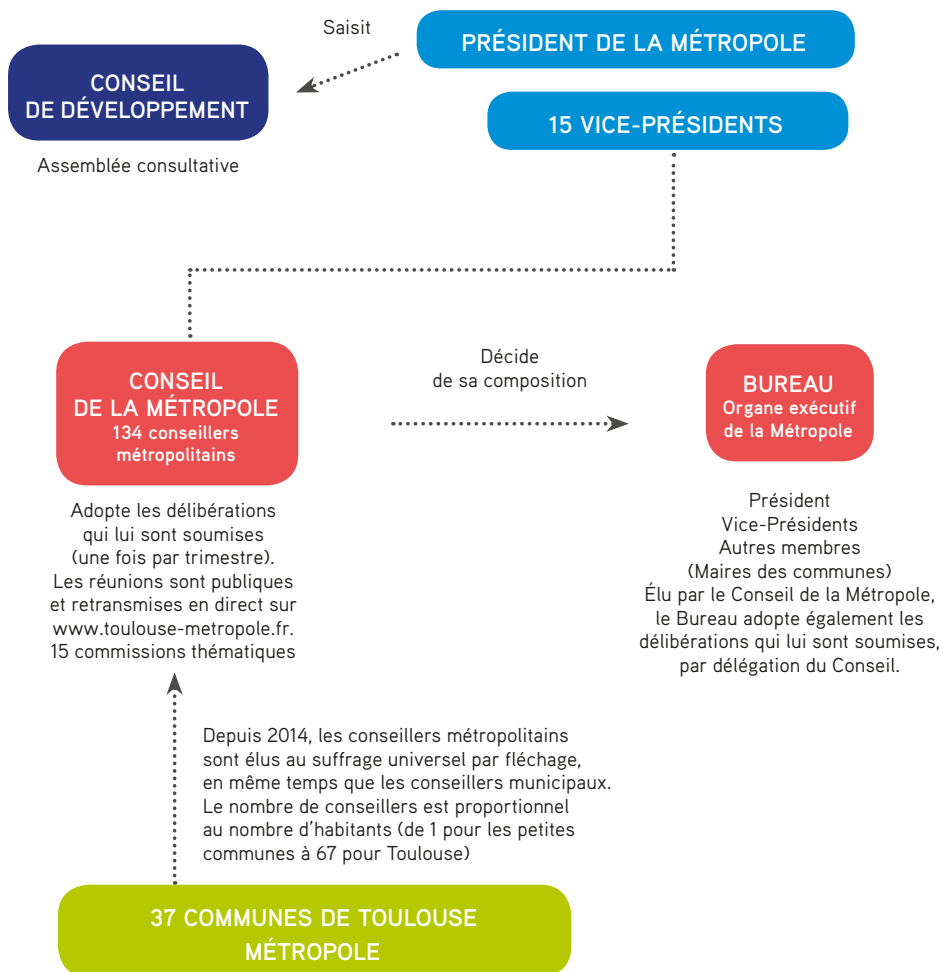 Saisit
PRÉSIDENT DE LA MÉTROPOLE
CONSEIL
DE DÉVELOPPEMENT
15 VICE-PRÉSIDENTS
Assemblée consultative
CONSEIL
DE LA MÉTROPOLE
134 conseillers
métropolitains
Décide
de sa composition
BUREAU
Organe exécutif
de la Métropole
Adopte les délibérations
qui lui sont soumises
(une fois par trimestre).
Les réunions sont publiques
et retransmises en direct sur
www.toulouse-metropole.fr.
15 commissions thématiques
Président
Vice-Présidents
Autres membres
(Maires des communes)
Élu par le Conseil de la Métropole,
le Bureau adopte également les
délibérations qui lui sont soumises,
par délégation du Conseil.
Depuis 2014, les conseillers métropolitains
sont élus au suffrage universel par fléchage,
en même temps que les conseillers municipaux.
Le nombre de conseillers est proportionnel
au nombre d'habitants (de 1 pour les petites
communes à 67 pour Toulouse)
37 COMMUNES DE TOULOUSE
MÉTROPOLE